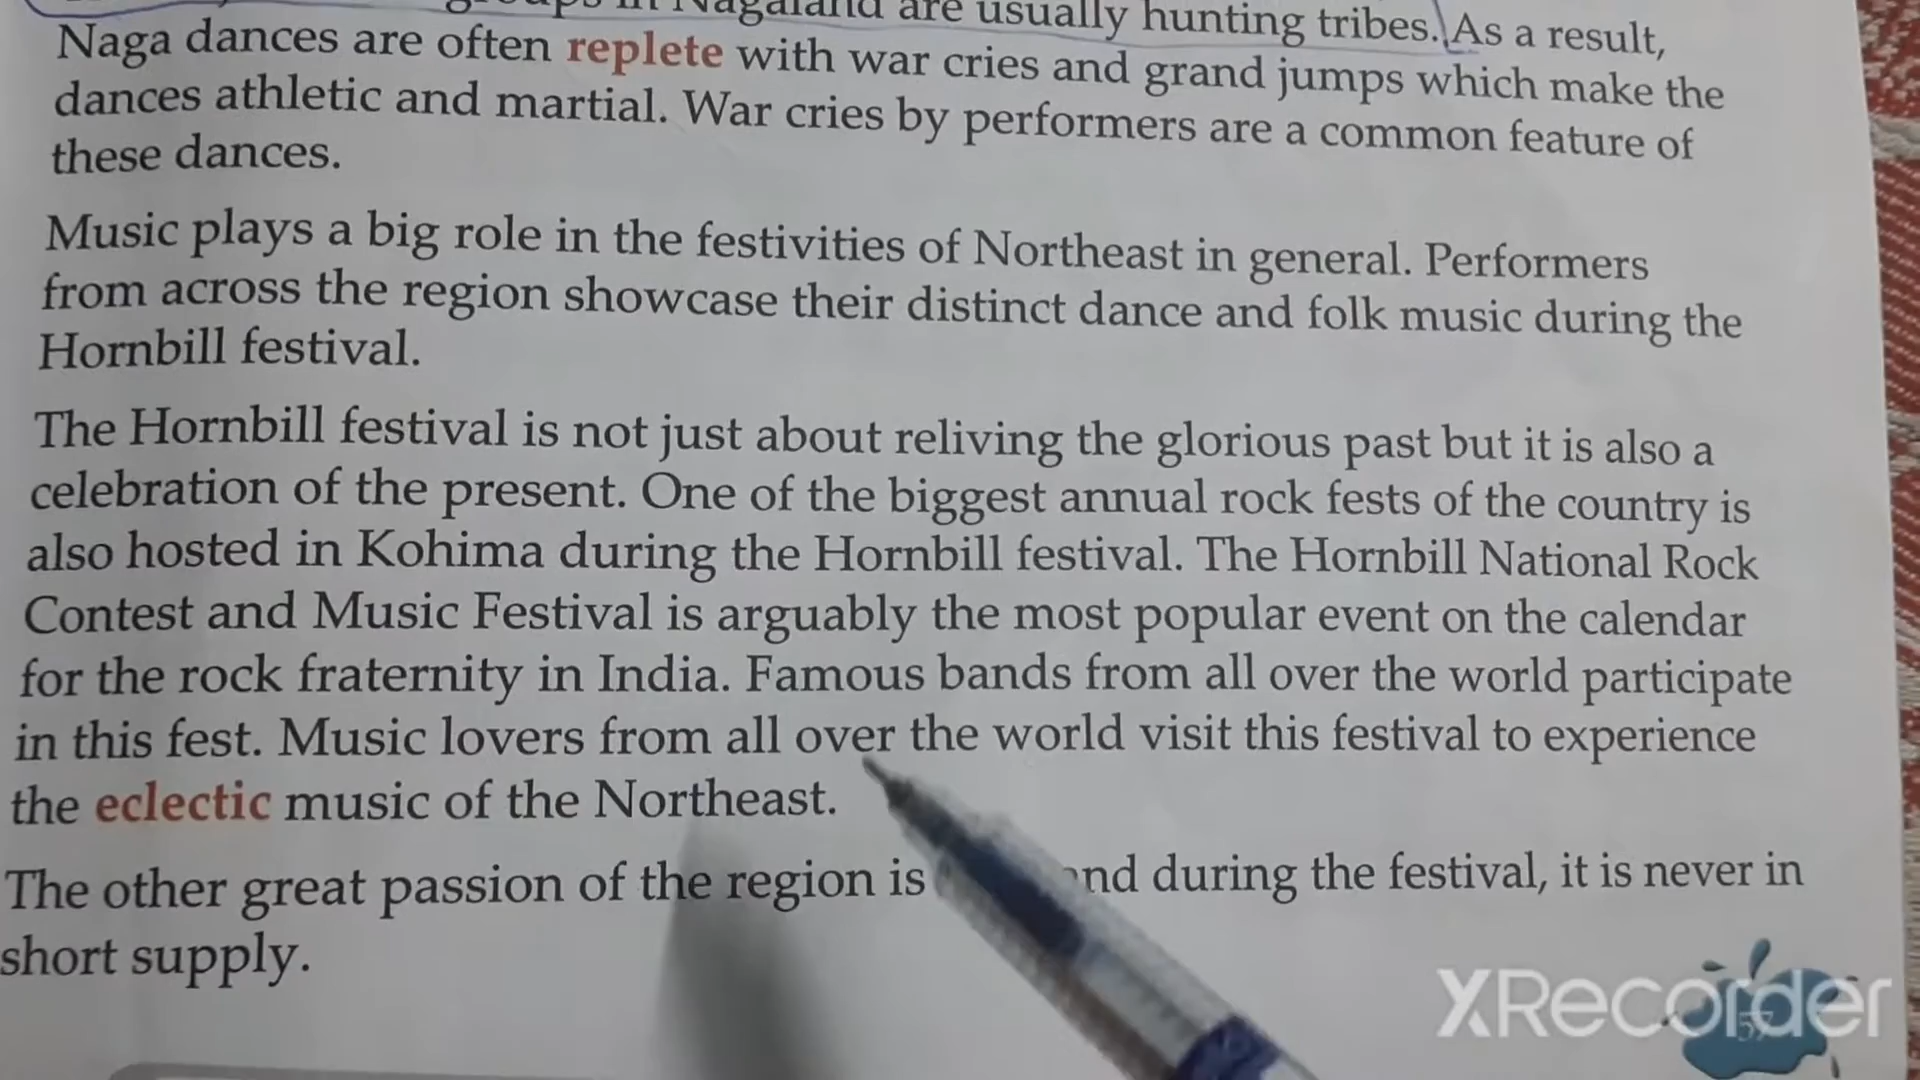 groups in Nagaland are usually hunting tribes. As a result,
Naga dances are often replete with war cries and grand jumps which make the
dances athletic and martial. War cries by performers are a common feature of
these dances.
Music plays a big role in the festivities of Northeast in general. Performers
from across the region showcase their distinct dance and folk music during the
Hornbill festival.
The Hornbill festival is not just about reliving the glorious past but it is also a
celebration of the present. One of the biggest annual rock fests of the country is
also hosted in Kohima during the Hornbill festival. The Hornbill National Rock
Contest and Music Festival is arguably the most popular event on the calendar
for the rock fraternity in India. Famous bands from all over the world participate
in this fest. Music lovers from all over the world visit this festival to experience
the eclectic music of the Northeast.
The other great passion of the region is and during the festival, it is never in
short supply.
XRecorder
57